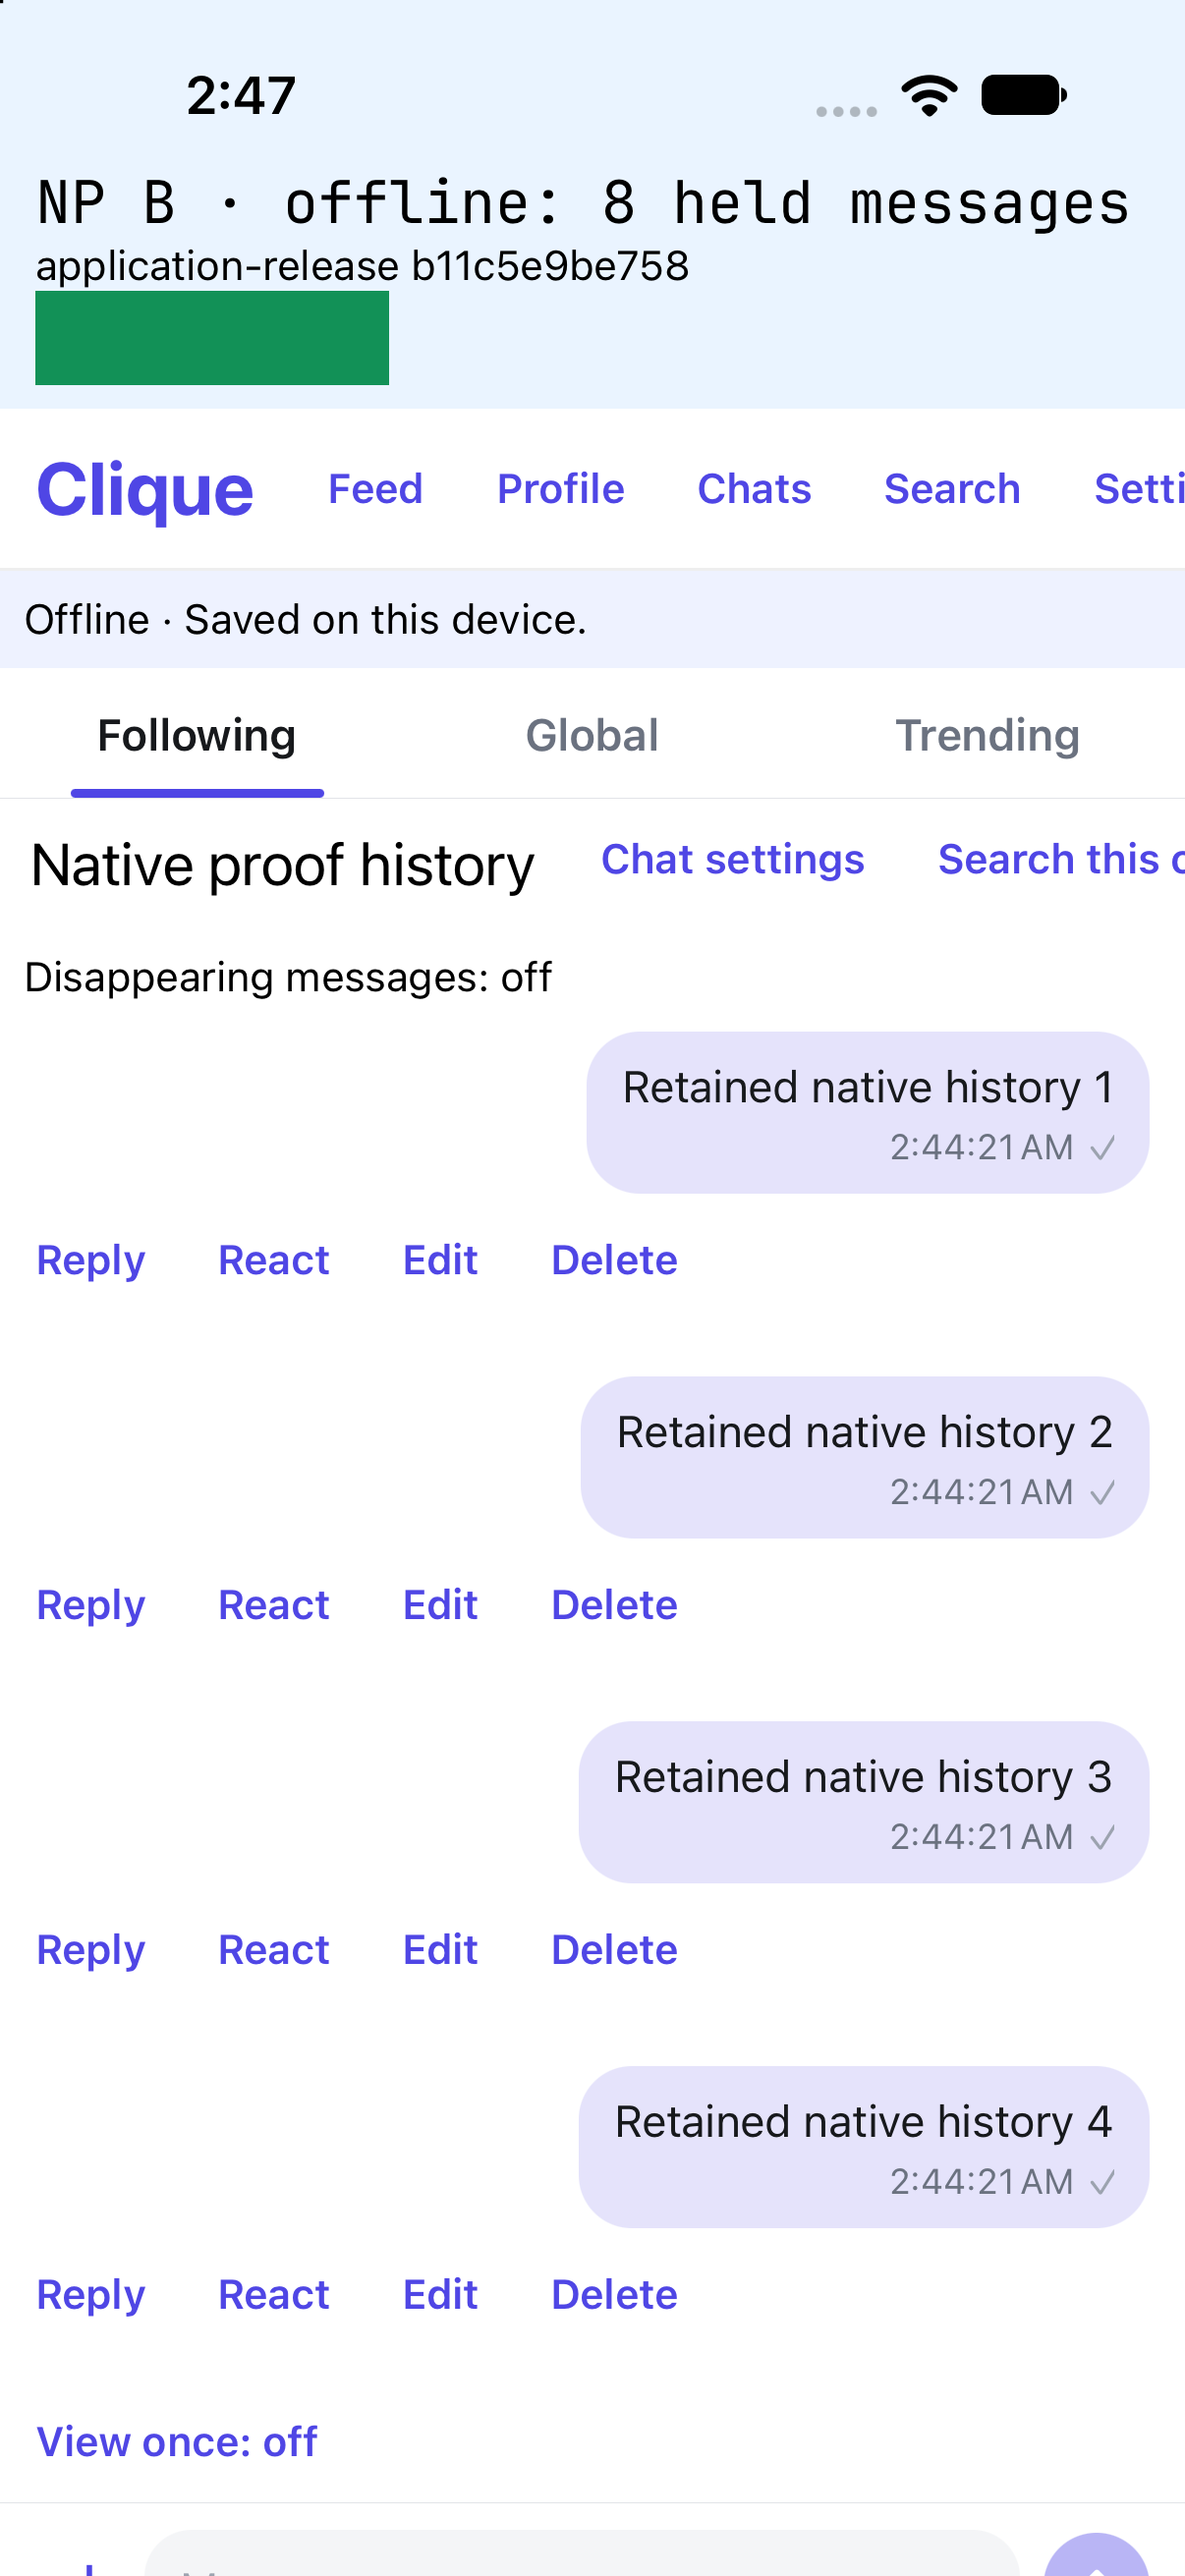 2:47
NP B · offline: 8 held messages
application-release b11c5e9be758
Clique Feed Profile Chats Search Setti
Offline · Saved on this device.
Following Global Trending
Native proof history Chat settings Search this
Disappearing messages: off
Retained native history 1
2:44:21 AM ✓
Reply React Edit Delete
Retained native history 2
2:44:21 AM ✓
Reply React Edit Delete
Retained native history 3
2:44:21 AM ✓
Reply React Edit Delete
Retained native history 4
2:44:21 AM ✓
Reply React Edit Delete
View once: off